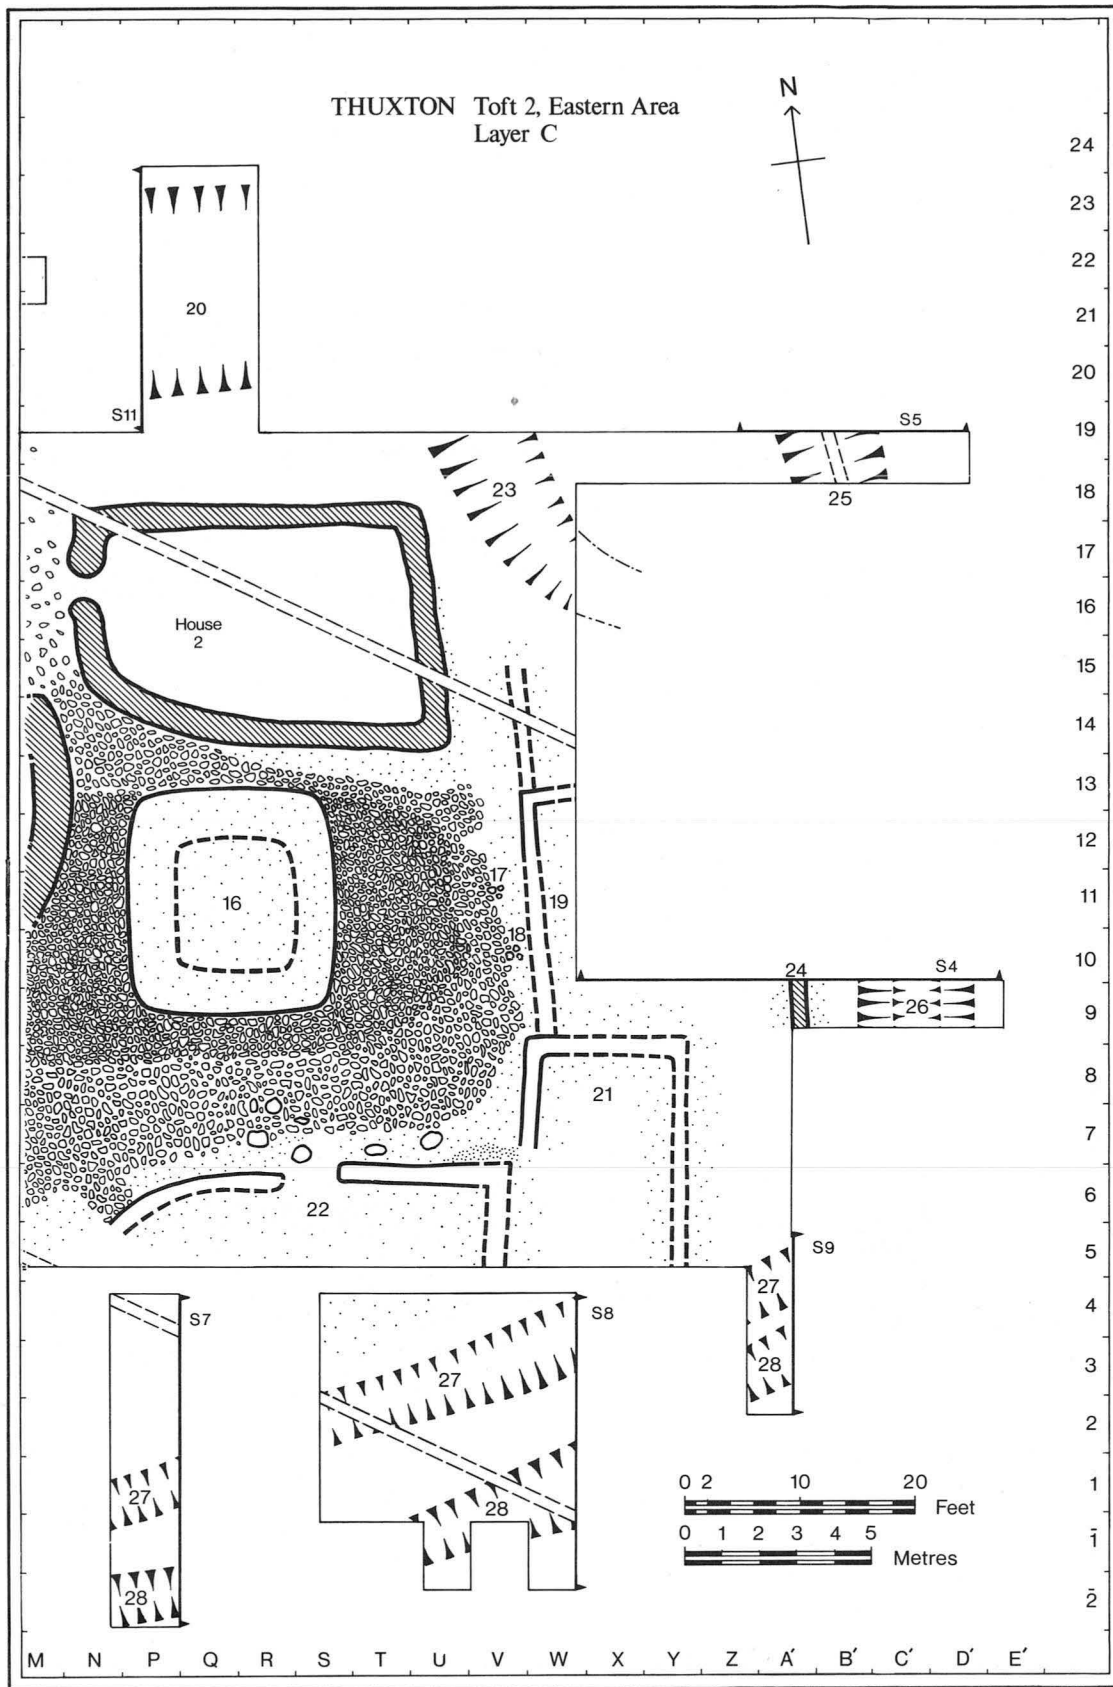 THUXTON Toft 2, Eastern Area
Layer C
N
24
23
22
20
21
20
S11
S5
19
23
25
18
17
House
2
16
15
14
13
12
17
16
19
11
18
10
24
S4
26
9
8
21
7
22
6
S9
5
27
S7
S8
4
28
3
27
2
0 2 10 20
Feet
1
27
28
0 1 2 3 4 5
Metres
1̄
28
2̄
M N P Q R S T U V W X Y Z A' B' C' D' E'